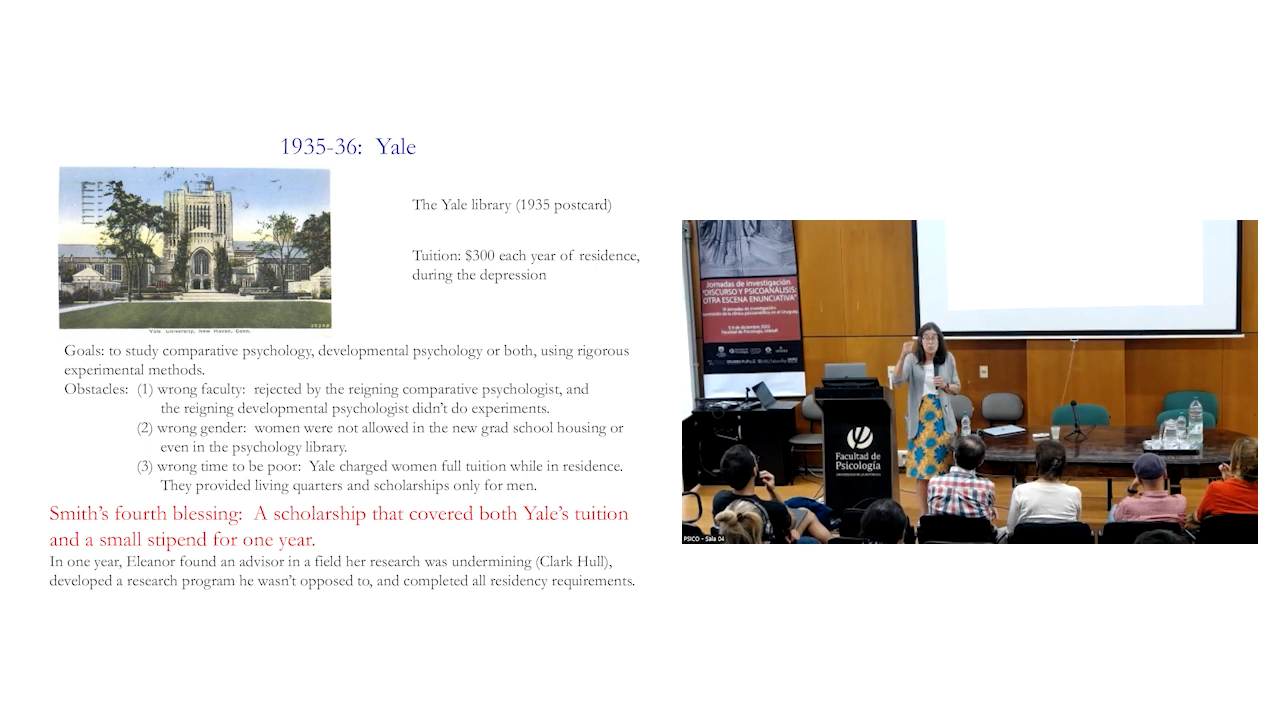 1935-36: Yale
The Yale library (1935 postcard)
Tuition: $300 each year of residence,
during the depression
Yale University, New Haven, Conn.
Goals: to study comparative psychology, developmental psychology or both, using rigorous
experimental methods.
Obstacles: (1) wrong faculty: rejected by the reigning comparative psychologist, and
the reigning developmental psychologist didn't do experiments.
(2) wrong gender: women were not allowed in the new grad school housing or
even in the psychology library.
(3) wrong time to be poor: Yale charged women full tuition while in residence.
They provided living quarters and scholarships only for men.
Smith's fourth blessing: A scholarship that covered both Yale's tuition
and a small stipend for one year.
In one year, Eleanor found an advisor in a field her research was undermining (Clark Hull),
developed a research program he wasn't opposed to, and completed all residency requirements.
Jornadas de investigación
"DISCURSO Y PSICOANÁLISIS:
OTRA ESCENA ENUNCIATIVA"
Facultad de
Psicología
PSICO - Sala 04